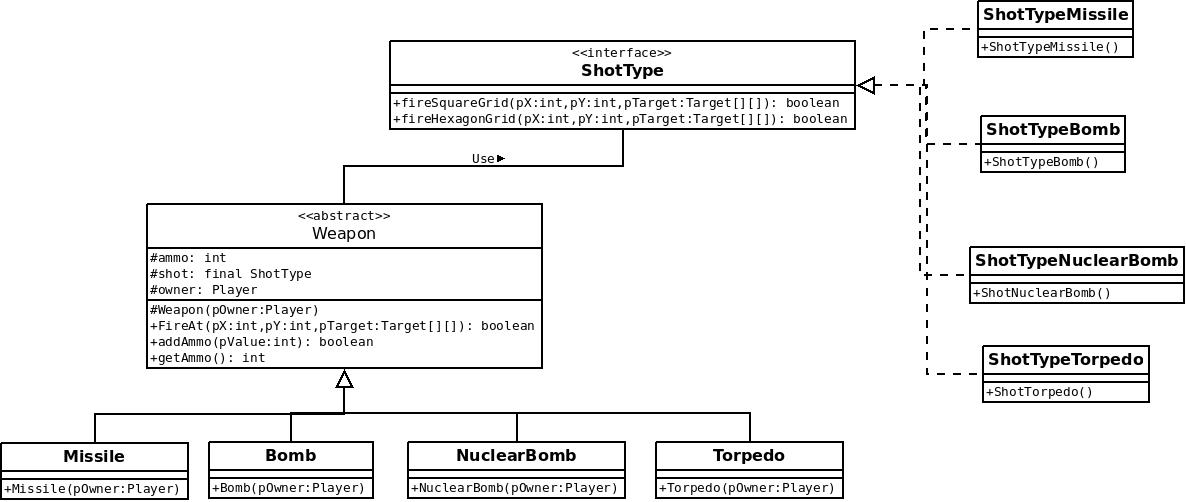 <<interface>>
ShotType
+fireSquareGrid(pX:int,pY:int,pTarget:Target[][]): boolean
+fireHexagonGrid(pX:int,pY:int,pTarget:Target[][]): boolean
ShotTypeMissile
+ShotTypeMissile()
ShotTypeBomb
+ShotTypeBomb()
ShotTypeNuclearBomb
+ShotNuclearBomb()
ShotTypeTorpedo
+ShotTorpedo()
Use
<<abstract>>
Weapon
#ammo: int
#shot: final ShotType
#owner: Player
#Weapon(pOwner:Player)
+FireAt(pX:int,pY:int,pTarget:Target[][]): boolean
+addAmmo(pValue:int): boolean
+getAmmo(): int
Missile
+Missile(pOwner:Player)
Bomb
+Bomb(pOwner:Player)
NuclearBomb
+NuclearBomb(pOwner:Player)
Torpedo
+Torpedo(pOwner:Player)